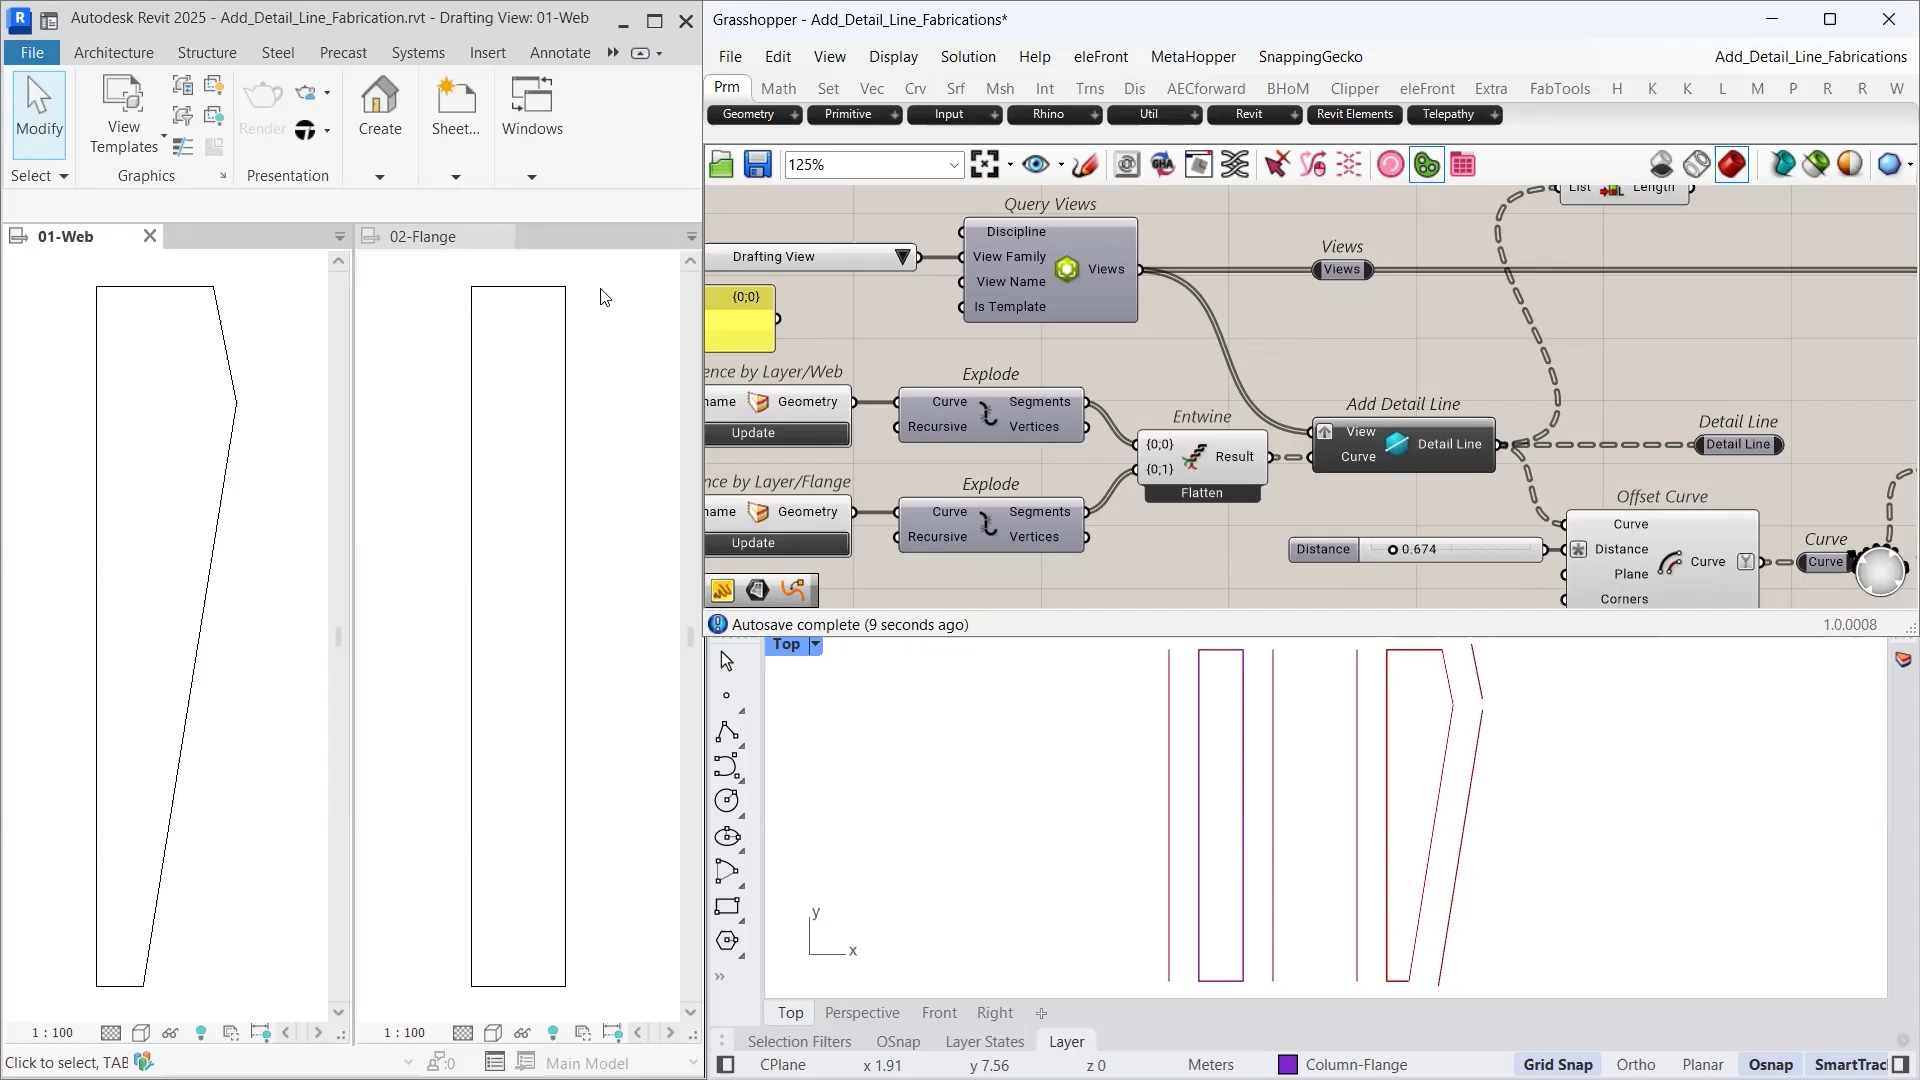 Autodesk Revit 2025 - Add_Detail_Line_Fabrication.rvt - Drafting View: 01-Web
File Architecture Structure Steel Precast Systems Insert Annotate
Modify
View
Templates
Render
Create
Sheet...
Windows
Select
Graphics
Presentation
01-Web
02-Flange
1 : 100
1 : 100
Click to select, TAB
:0
Main Model
Grasshopper - Add_Detail_Line_Fabrications*
File Edit View Display Solution Help eleFront MetaHopper SnappingGecko
Add_Detail_Line_Fabrications
Prm Math Set Vec Crv Srf Msh Int Trns Dis AECforward BHoM Clipper eleFront Extra FabTools H K K L M P R R W
Geometry Primitive Input Rhino Util Revit Revit Elements Telepathy
125%
List Length
Query Views
Discipline
View Family
View Name
Is Template
Views
Drafting View
{0;0}
Views
Views
ence by Layer/Web
name Geometry
Update
Explode
Curve Segments
Recursive Vertices
Entwine
{0;0}
{0;1}
Result
Flatten
Add Detail Line
View
Curve
Detail Line
Detail Line
Detail Line
nce by Layer/Flange
name Geometry
Update
Explode
Curve Segments
Recursive Vertices
Distance 0.674
Offset Curve
Curve
Distance
Plane
Corners
Curve
Curve
Curve
Autosave complete (9 seconds ago)
1.0.0008
Top
y
x
Top Perspective Front Right
Selection Filters OSnap Layer States Layer
CPlane x 1.91 y 7.56 z 0 Meters Column-Flange Grid Snap Ortho Planar Osnap SmartTrac